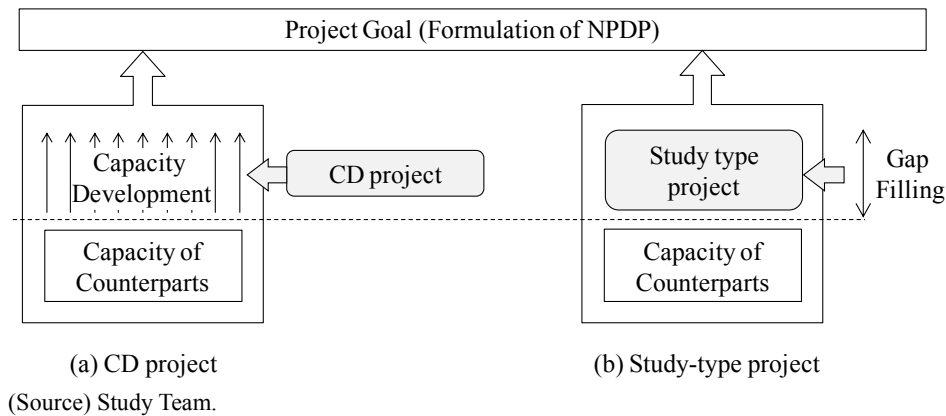 Project Goal (Formulation of NPDP)
Capacity
Development
CD project
Capacity of
Counterparts
Study type
project
Gap
Filling
Capacity of
Counterparts
(a) CD project
(b) Study-type project
(Source) Study Team.